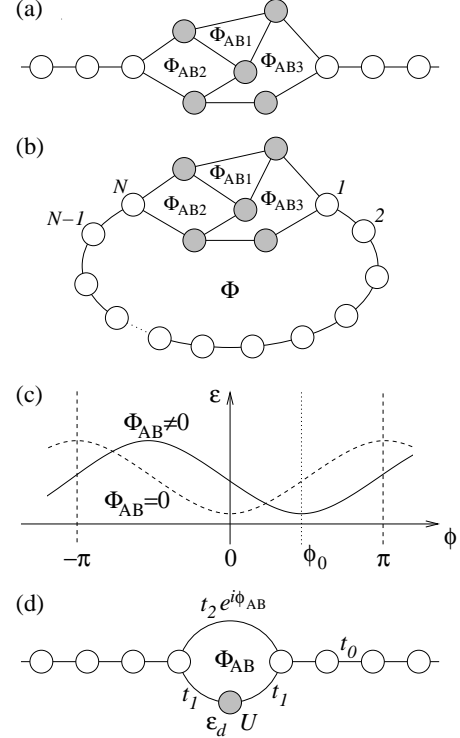 (a)
Φ_AB1
Φ_AB2 Φ_AB3
(b)
N Φ_AB1 1
N−1 Φ_AB2 Φ_AB3 2
Φ
(c)
ε
Φ_AB≠0
Φ_AB=0
−π 0 ϕ_0 π ϕ
(d)
t_2 e^{iϕ_AB}
Φ_AB t_0
t_1 t_1
ε_d U